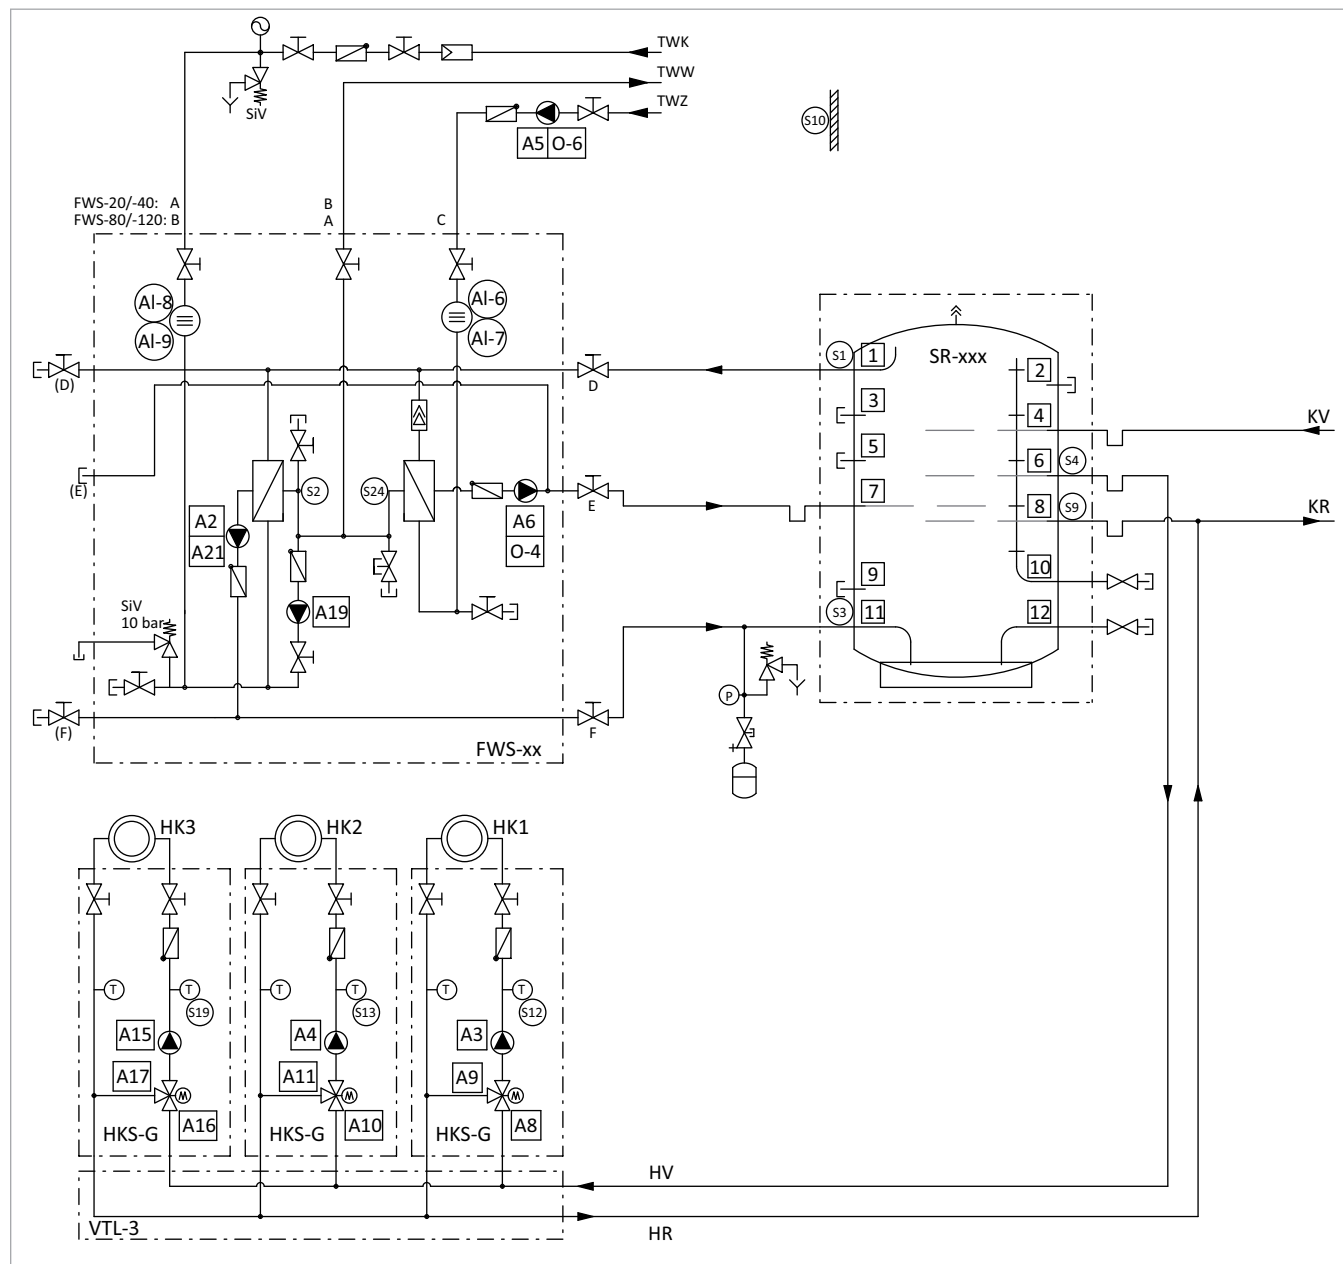 TWK
TWW
SiV
TWZ
A5 O-6
S10
FWS-20/-40: A
FWS-80/-120: B
B
A
C
Al-8
Al-9
Al-6
Al-7
(D)
D
S1
1
SR-xxx
2
3
4
KV
5
6
S4
(E)
S2
S24
E
7
8
S9
KR
A2
A21
A6
O-4
9
10
SiV
10 bar
A19
S3
11
12
P
(F)
F
FWS-xx
HK3
HK2
HK1
T
T
S19
T
T
S13
T
T
S12
A15
A4
A3
A17
A11
A9
A16
A10
A8
HKS-G
HKS-G
HKS-G
HV
VTL-3
HR